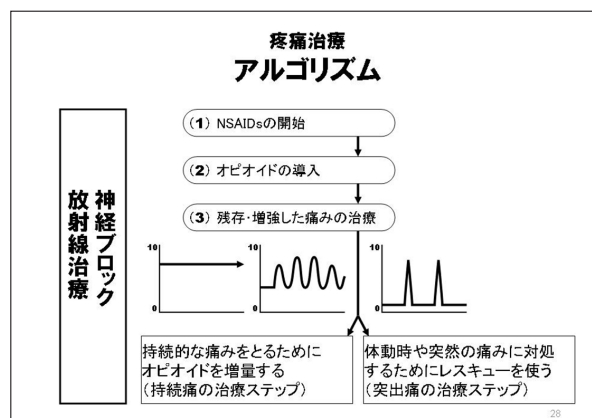 疼痛治療
アルゴリズム
神経ブロック
放射線治療
(1) NSAIDsの開始
(2) オピオイドの導入
(3) 残存・増強した痛みの治療
10
0
10
0
10
0
持続的な痛みをとるために
オピオイドを増量する
(持続痛の治療ステップ)
体動時や突然の痛みに対処
するためにレスキューを使う
(突出痛の治療ステップ)
28